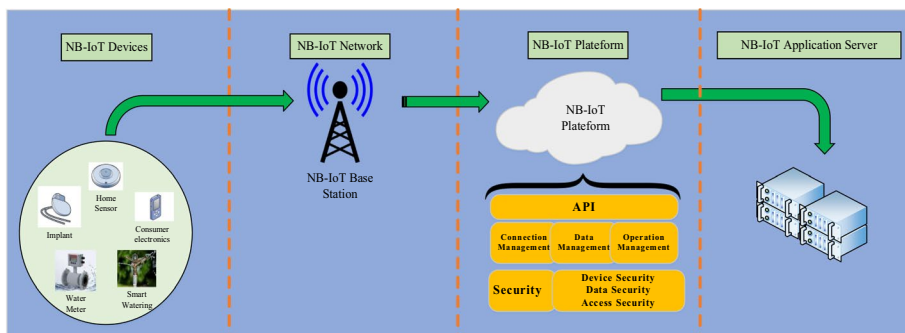 NB-IoT Devices
NB-IoT Network
NB-IoT Plateform
NB-IoT Application Server
Home
Sensor
Implant
Consumer
electronics
Water
Meter
Smart
Watering
NB-IoT Base
Station
NB-IoT
Plateform
API
Connection
Management
Data
Management
Operation
Management
Security
Device Security
Data Security
Access Security